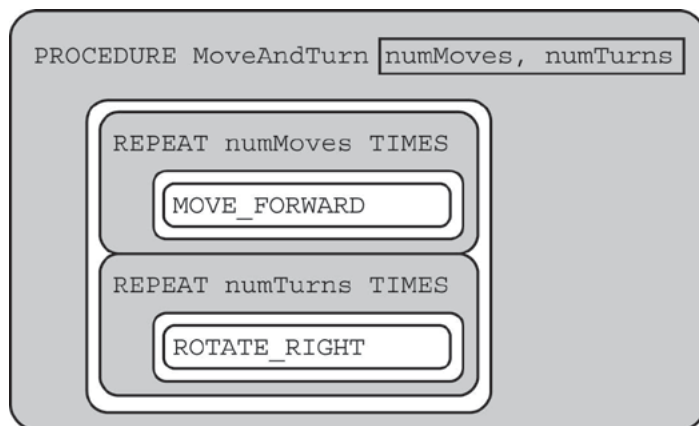 PROCEDURE MoveAndTurn numMoves, numTurns
REPEAT numMoves TIMES
MOVE_FORWARD
REPEAT numTurns TIMES
ROTATE_RIGHT